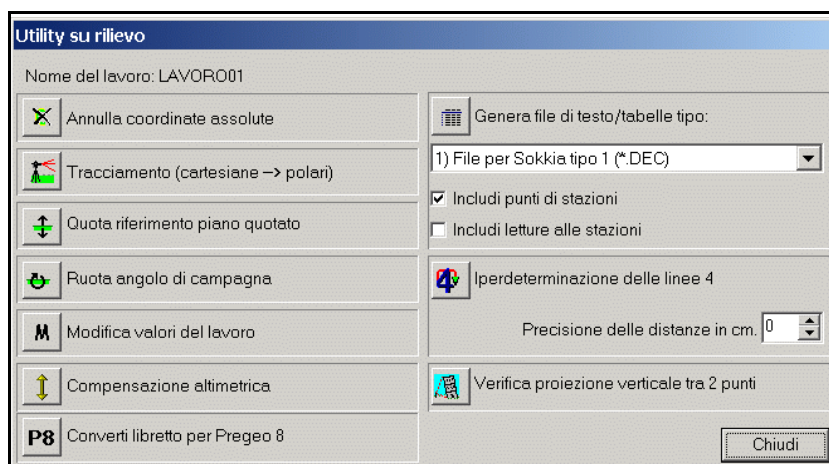 Utility su rilievo
Nome del lavoro: LAVORO01
Annulla coordinate assolute
Tracciamento (cartesiane –> polari)
Quota riferimento piano quotato
Ruota angolo di campagna
Modifica valori del lavoro
Compensazione altimetrica
P8 Converti libretto per Pregeo 8
Genera file di testo/tabelle tipo:
1) File per Sokkia tipo 1 (*.DEC)
Includi punti di stazioni
Includi letture alle stazioni
4 Iperdeterminazione delle linee 4
Precisione delle distanze in cm. 0
Verifica proiezione verticale tra 2 punti
Chiudi